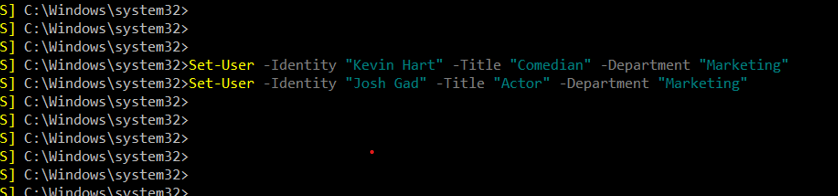 S] C:\Windows\system32>
S] C:\Windows\system32>
S] C:\Windows\system32>
S] C:\Windows\system32>Set-User -Identity "Kevin Hart" -Title "Comedian" -Department "Marketing"
S] C:\Windows\system32>Set-User -Identity "Josh Gad" -Title "Actor" -Department "Marketing"
S] C:\Windows\system32>
S] C:\Windows\system32>
S] C:\Windows\system32>
S] C:\Windows\system32>
S] C:\Windows\system32>
S] C:\Windows\system32>